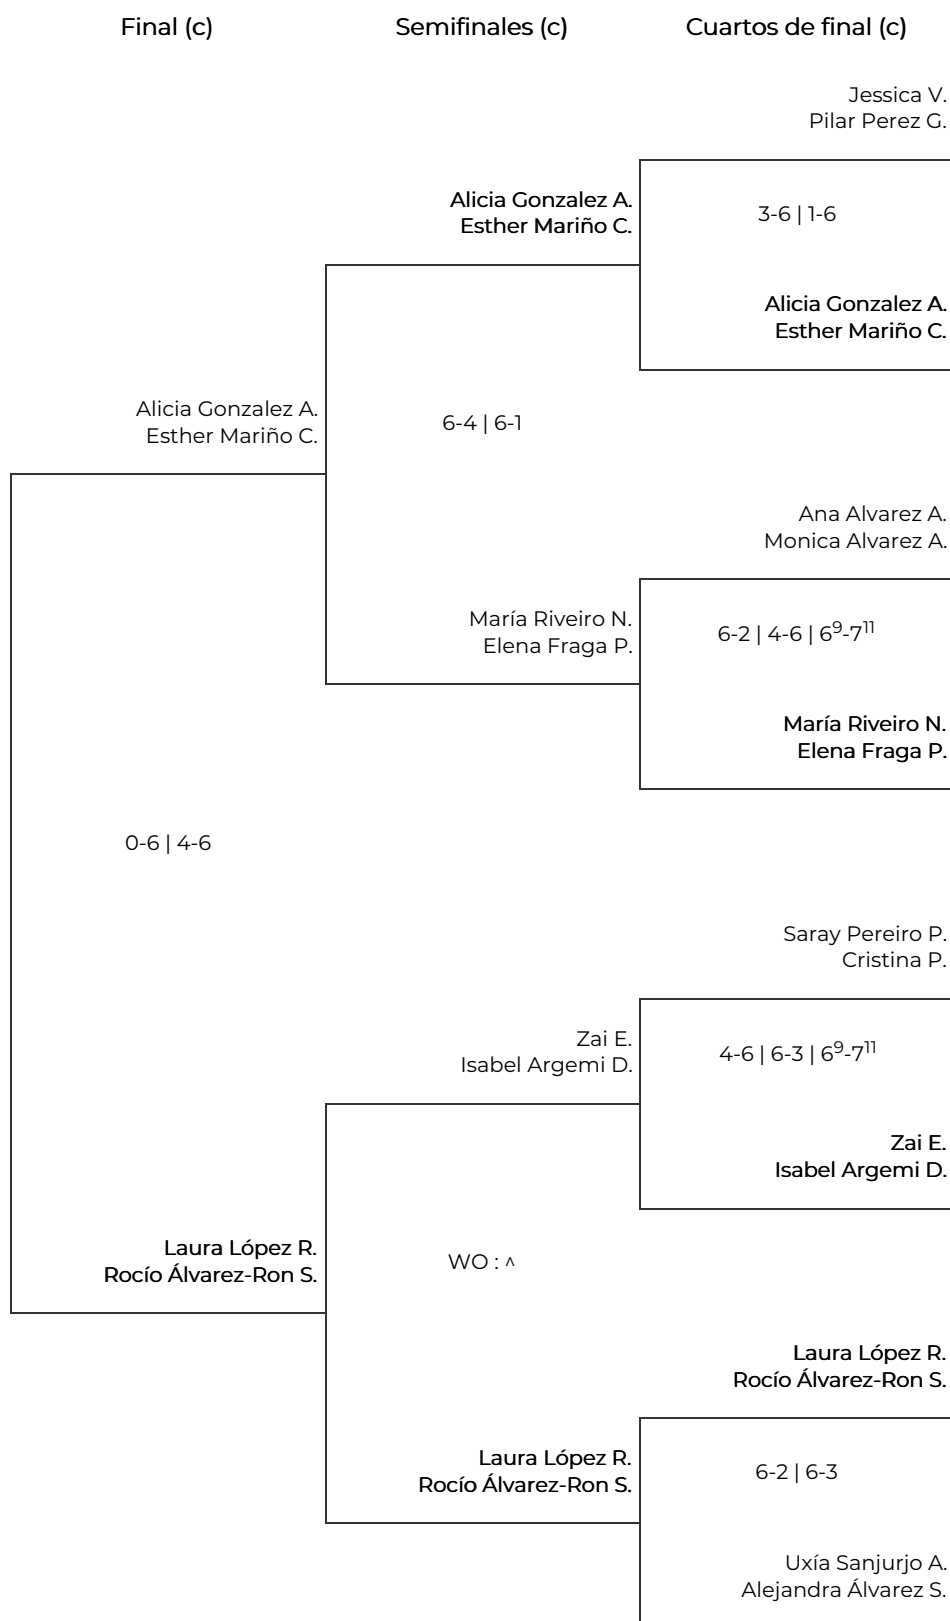 Final (c)
Semifinales (c)
Cuartos de final (c)
Jessica V.
Pilar Perez G.
Alicia Gonzalez A.
Esther Mariño C.
3-6 | 1-6
Alicia Gonzalez A.
Esther Mariño C.
Alicia Gonzalez A.
Esther Mariño C.
6-4 | 6-1
Ana Alvarez A.
Monica Alvarez A.
María Riveiro N.
Elena Fraga P.
6-2 | 4-6 | 6⁹-7¹¹
María Riveiro N.
Elena Fraga P.
0-6 | 4-6
Saray Pereiro P.
Cristina P.
Zai E.
Isabel Argemi D.
4-6 | 6-3 | 6⁹-7¹¹
Zai E.
Isabel Argemi D.
Laura López R.
Rocío Álvarez-Ron S.
WO : ^
Laura López R.
Rocío Álvarez-Ron S.
Laura López R.
Rocío Álvarez-Ron S.
6-2 | 6-3
Uxía Sanjurjo A.
Alejandra Álvarez S.